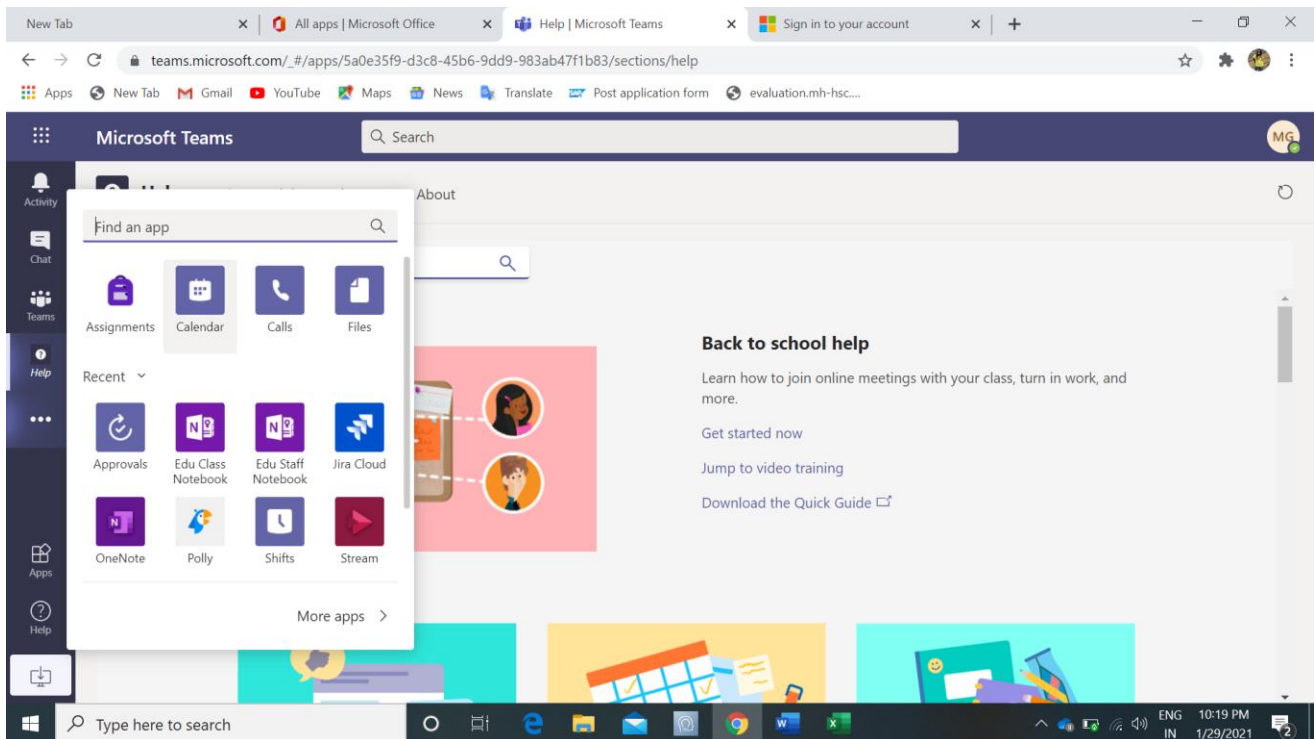 New Tab
All apps | Microsoft Office
Help | Microsoft Teams
Sign in to your account
teams.microsoft.com/_#/apps/5a0e35f9-d3c8-45b6-9dd9-983ab47f1b83/sections/help
Apps New Tab Gmail YouTube Maps News Translate Post application form evaluation.mh-hsc....
Microsoft Teams
Search
MG
Activity
Chat
Teams
Help
Apps
Help
About
Find an app
Assignments Calendar Calls Files
Recent
Approvals Edu Class Notebook Edu Staff Notebook Jira Cloud
OneNote Polly Shifts Stream
More apps
Back to school help
Learn how to join online meetings with your class, turn in work, and
more.
Get started now
Jump to video training
Download the Quick Guide
Type here to search
ENG
IN
10:19 PM
1/29/2021
2